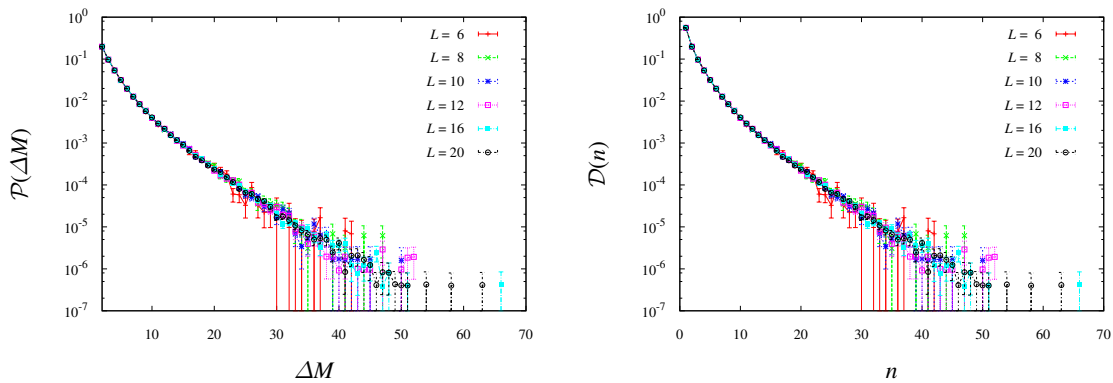 10^0
10^-1
10^-2
10^-3
10^-4
10^-5
10^-6
10^-7
P(ΔM)
10 20 30 40 50 60 70
ΔM
L = 6
L = 8
L = 10
L = 12
L = 16
L = 20
10^0
10^-1
10^-2
10^-3
10^-4
10^-5
10^-6
10^-7
D(n)
0 10 20 30 40 50 60 70
n
L = 6
L = 8
L = 10
L = 12
L = 16
L = 20